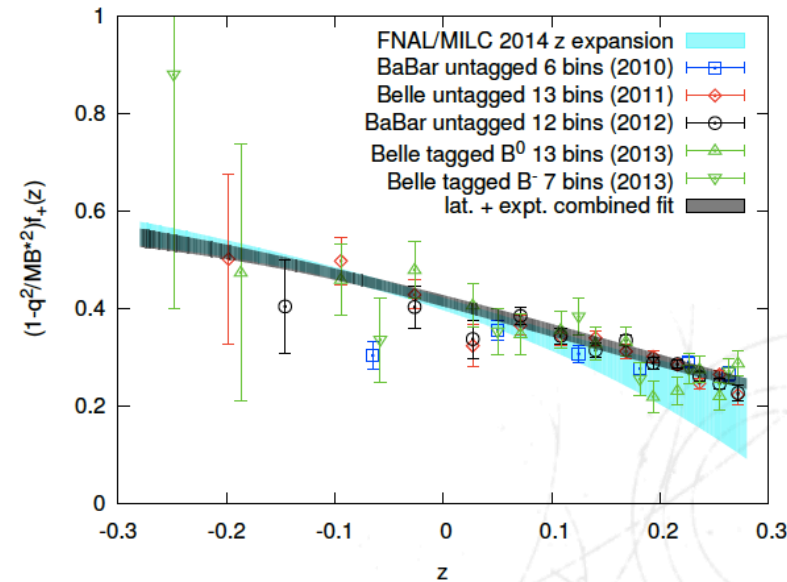 FNAL/MILC 2014 z expansion
BaBar untagged 6 bins (2010)
Belle untagged 13 bins (2011)
BaBar untagged 12 bins (2012)
Belle tagged B⁰ 13 bins (2013)
Belle tagged B⁻ 7 bins (2013)
lat. + expt. combined fit
(1-q²/MB*²)f₊(z)
1
0.8
0.6
0.4
0.2
0
-0.3 -0.2 -0.1 0 0.1 0.2 0.3
z